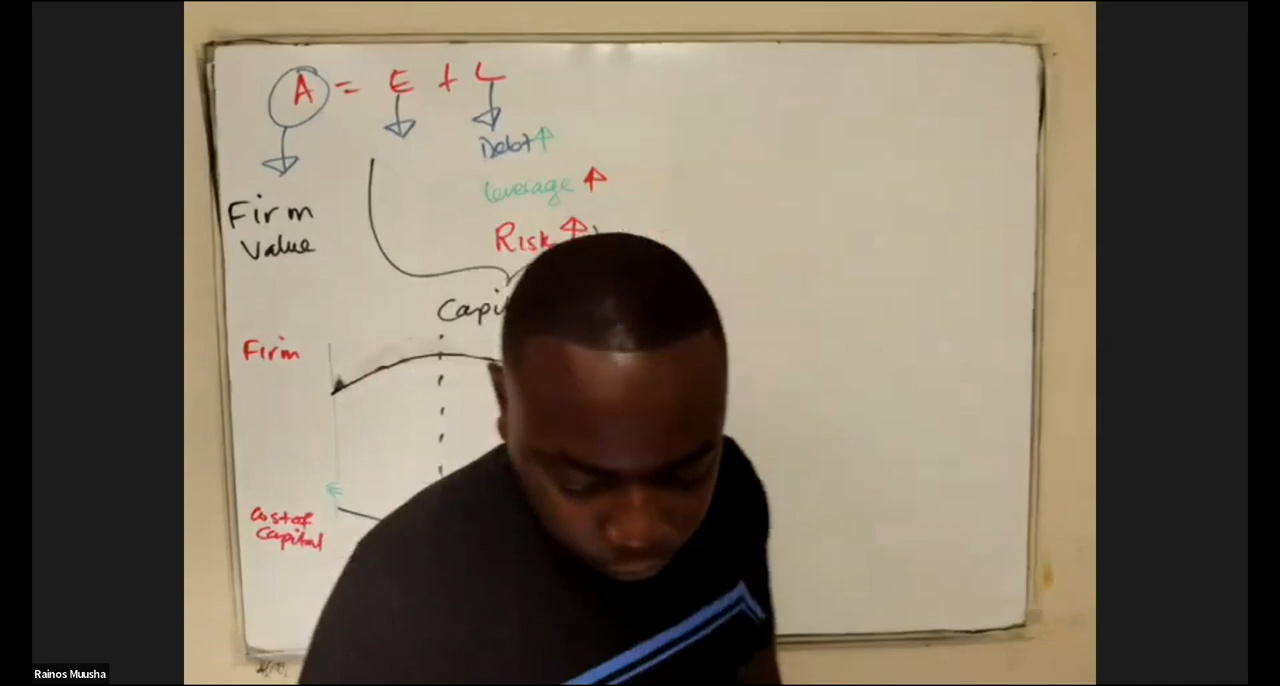 A = E + L
Debt ↑
leverage ↑
Risk ↑
Firm
Value
Capi
Firm
Cost of
Capital
Rainos Muusha